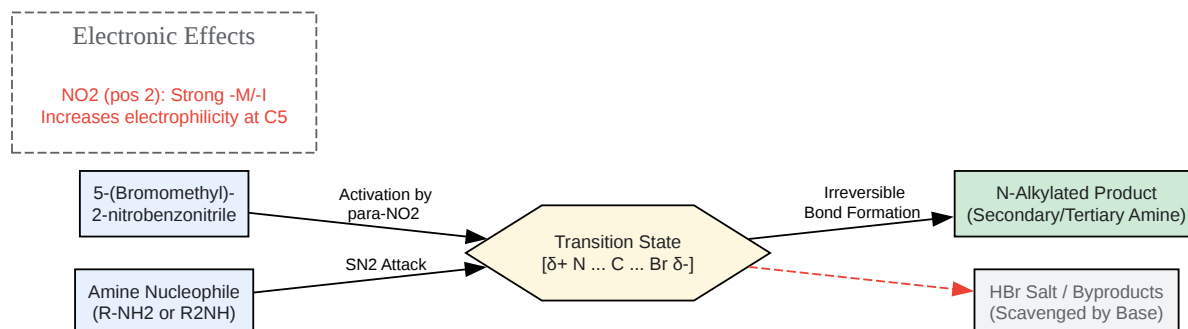 Electronic Effects
NO2 (pos 2): Strong -M/-I
Increases electrophilicity at C5
5-(Bromomethyl)-
2-nitrobenzonitrile
Activation by
para-NO2
Amine Nucleophile
(R-NH2 or R2NH)
SN2 Attack
Transition State
[δ+ N ... C ... Br δ-]
Irreversible
Bond Formation
N-Alkylated Product
(Secondary/Tertiary Amine)
HBr Salt / Byproducts
(Scavenged by Base)